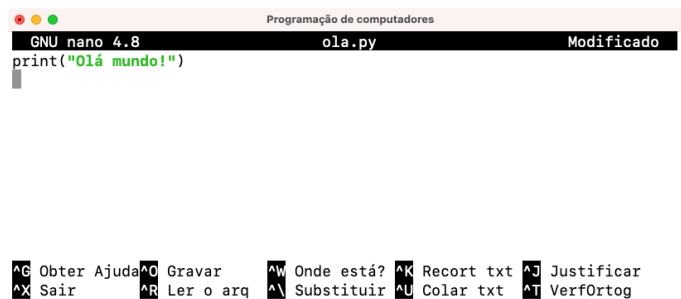 Programação de computadores
GNU nano 4.8 ola.py Modificado
print("Olá mundo!")
^G Obter Ajuda ^O Gravar ^W Onde está? ^K Recort txt ^J Justificar
^X Sair ^R Ler o arq ^\ Substituir ^U Colar txt ^T VerfOrtog